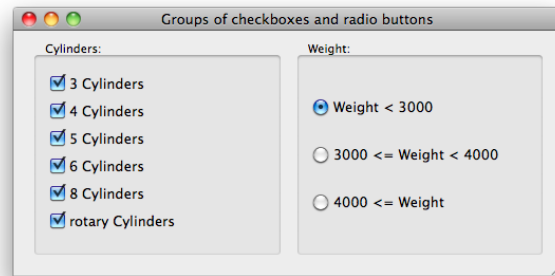 Groups of checkboxes and radio buttons
Cylinders:
3 Cylinders
4 Cylinders
5 Cylinders
6 Cylinders
8 Cylinders
rotary Cylinders
Weight:
Weight < 3000
3000 <= Weight < 4000
4000 <= Weight